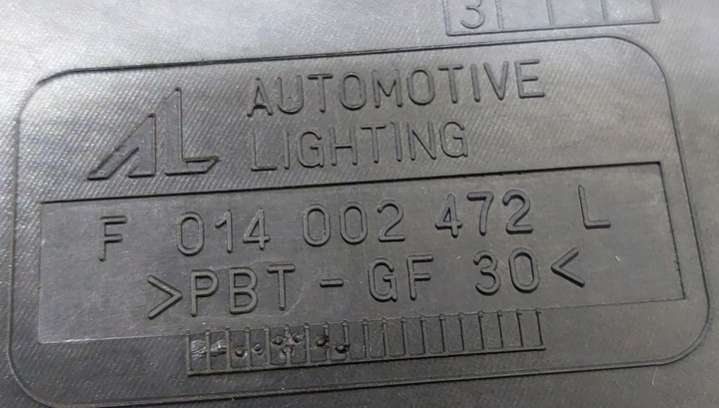 3
AL AUTOMOTIVE
LIGHTING
F 014 002 472 L
>PBT - GF 30<